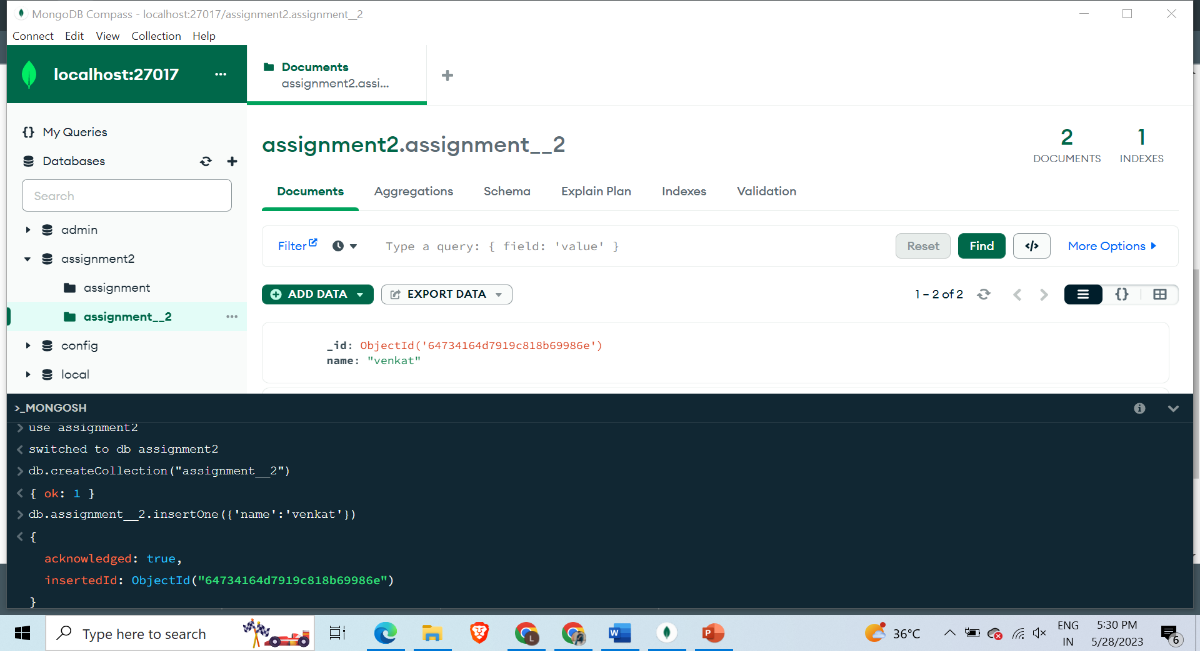 MongoDB Compass - localhost:27017/assignment2.assignment__2
Connect Edit View Collection Help
localhost:27017 ...
Documents
assignment2.assi...
My Queries
Databases
Search
admin
assignment2
assignment
assignment__2 ...
config
local
assignment2.assignment__2
2
DOCUMENTS
1
INDEXES
Documents Aggregations Schema Explain Plan Indexes Validation
Filter Type a query: { field: 'value' } Reset Find </> More Options
ADD DATA EXPORT DATA 1 – 2 of 2 {}
_id: ObjectId('64734164d7919c818b69986e')
name: "venkat"
>_MONGOSH
> use assignment2
< switched to db assignment2
> db.createCollection("assignment__2")
< { ok: 1 }
> db.assignment__2.insertOne({'name':'venkat'})
< {
acknowledged: true,
insertedId: ObjectId("64734164d7919c818b69986e")
}
Type here to search
L
W
P
36°C
ENG
IN
5:30 PM
5/28/2023
6